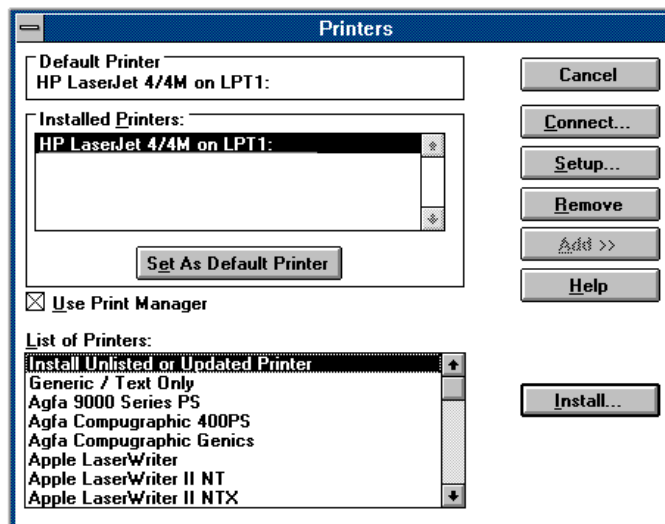 Printers
Default Printer
HP LaserJet 4/4M on LPT1:
Installed Printers:
HP LaserJet 4/4M on LPT1:
Set As Default Printer
Use Print Manager
List of Printers:
Install Unlisted or Updated Printer
Generic / Text Only
Agfa 9000 Series PS
Agfa Compugraphic 400PS
Agfa Compugraphic Genics
Apple LaserWriter
Apple LaserWriter II NT
Apple LaserWriter II NTX
Cancel
Connect...
Setup...
Remove
Add >>
Help
Install...